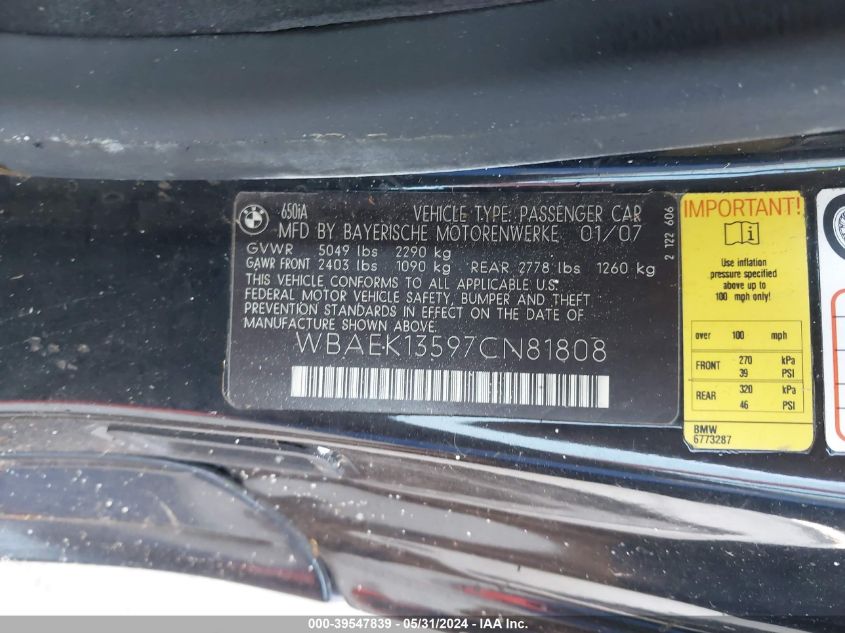 650iA VEHICLE TYPE: PASSENGER CAR
MFD BY BAYERISCHE MOTORENWERKE 01/07
GVWR 5049 lbs 2290 kg
GAWR FRONT 2403 lbs 1090 kg REAR 2778 lbs 1260 kg
THIS VEHICLE CONFORMS TO ALL APPLICABLE U.S.
FEDERAL MOTOR VEHICLE SAFETY, BUMPER AND THEFT
PREVENTION STANDARDS IN EFFECT ON THE DATE OF
MANUFACTURE SHOWN ABOVE.
WBAEK13597CN81808
2 122 606
IMPORTANT!
Use inflation
pressure specified
above up to
100 mph only!
over 100 mph
FRONT 270 kPa
39 PSI
REAR 320 kPa
46 PSI
BMW
6773287
000-39547839 - 05/31/2024 - IAA Inc.